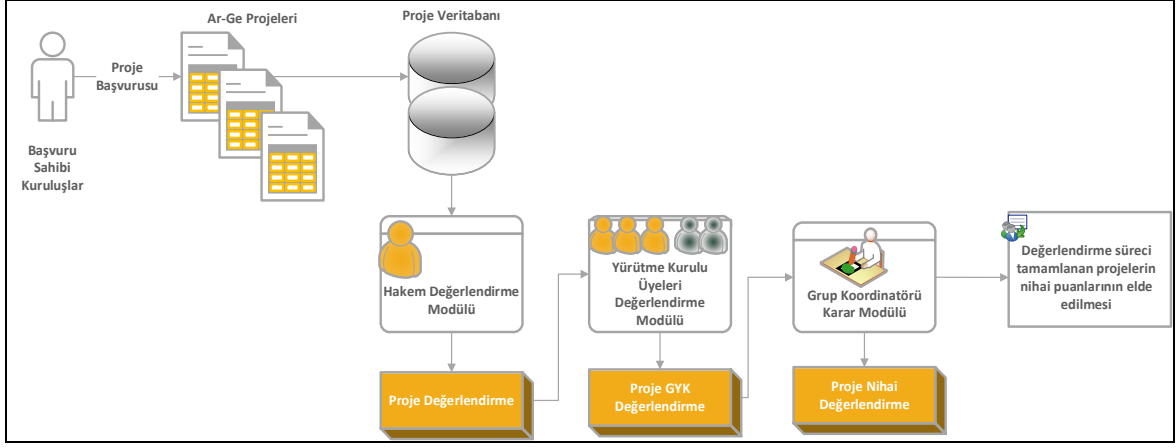 Ar-Ge Projeleri
Proje Veritabanı
Proje
Başvurusu
Başvuru
Sahibi
Kuruluşlar
Hakem Değerlendirme
Modülü
Yürütme Kurulu
Üyeleri
Değerlendirme
Modülü
Grup Koordinatörü
Karar Modülü
Değerlendirme süreci
tamamlanan projelerin
nihai puanlarının elde
edilmesi
Proje Değerlendirme
Proje GYK
Değerlendirme
Proje Nihai
Değerlendirme